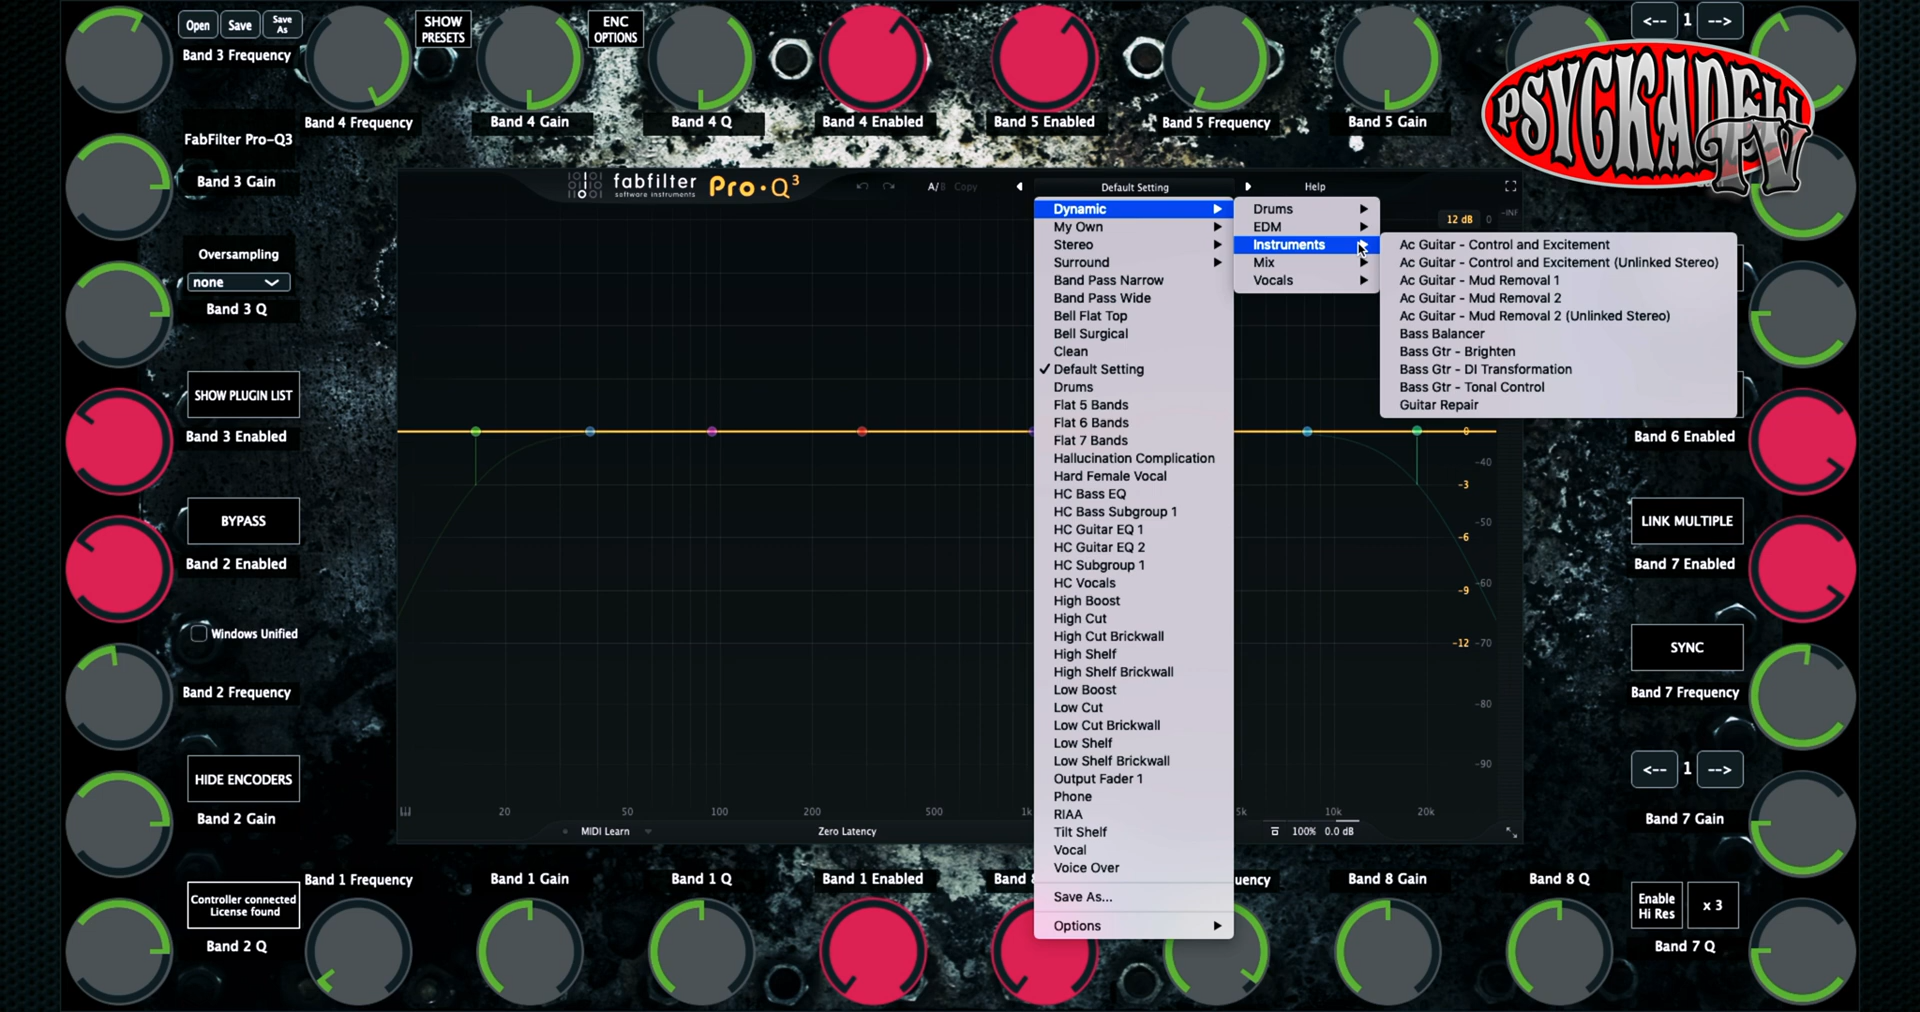 Open
Save
Save As
<--
1
-->
SHOW PRESETS
ENC OPTIONS
PSYCKADELI TV
Band 3 Frequency
Band 4 Frequency
Band 4 Gain
Band 4 Q
Band 4 Enabled
Band 5 Enabled
Band 5 Frequency
Band 5 Gain
FabFilter Pro-Q3
Band 3 Gain
Oversampling
none
Band 3 Q
SHOW PLUGIN LIST
Band 3 Enabled
BYPASS
Band 2 Enabled
Windows Unified
Band 2 Frequency
HIDE ENCODERS
Band 2 Gain
Controller connected
License found
Band 2 Q
fabfilter
software instruments
Pro·Q3
A/B
Copy
Default Setting
Help
12 dB
0
-INF
Dynamic
My Own
Stereo
Surround
Band Pass Narrow
Band Pass Wide
Bell Flat Top
Bell Surgical
Clean
✓ Default Setting
Drums
Flat 5 Bands
Flat 6 Bands
Flat 7 Bands
Hallucination Complication
Hard Female Vocal
HC Bass EQ
HC Bass Subgroup 1
HC Guitar EQ 1
HC Guitar EQ 2
HC Subgroup 1
HC Vocals
High Boost
High Cut
High Cut Brickwall
High Shelf
High Shelf Brickwall
Low Boost
Low Cut
Low Cut Brickwall
Low Shelf
Low Shelf Brickwall
Output Fader 1
Phone
RIAA
Tilt Shelf
Vocal
Voice Over
Save As...
Options
Drums
EDM
Instruments
Mix
Vocals
Ac Guitar - Control and Excitement
Ac Guitar - Control and Excitement (Unlinked Stereo)
Ac Guitar - Mud Removal 1
Ac Guitar - Mud Removal 2
Ac Guitar - Mud Removal 2 (Unlinked Stereo)
Bass Balancer
Bass Gtr - Brighten
Bass Gtr - DI Transformation
Bass Gtr - Tonal Control
Guitar Repair
0
-40
-3
-50
-6
-60
-9
-12
-70
-80
-90
20
50
100
200
500
1k
5k
10k
20k
MIDI Learn
Zero Latency
100%
0.0 dB
Band 6 Enabled
LINK MULTIPLE
Band 7 Enabled
SYNC
Band 7 Frequency
<--
1
-->
Band 7 Gain
Enable Hi Res
x 3
Band 7 Q
Band 1 Frequency
Band 1 Gain
Band 1 Q
Band 1 Enabled
Band 8 Gain
Band 8 Q